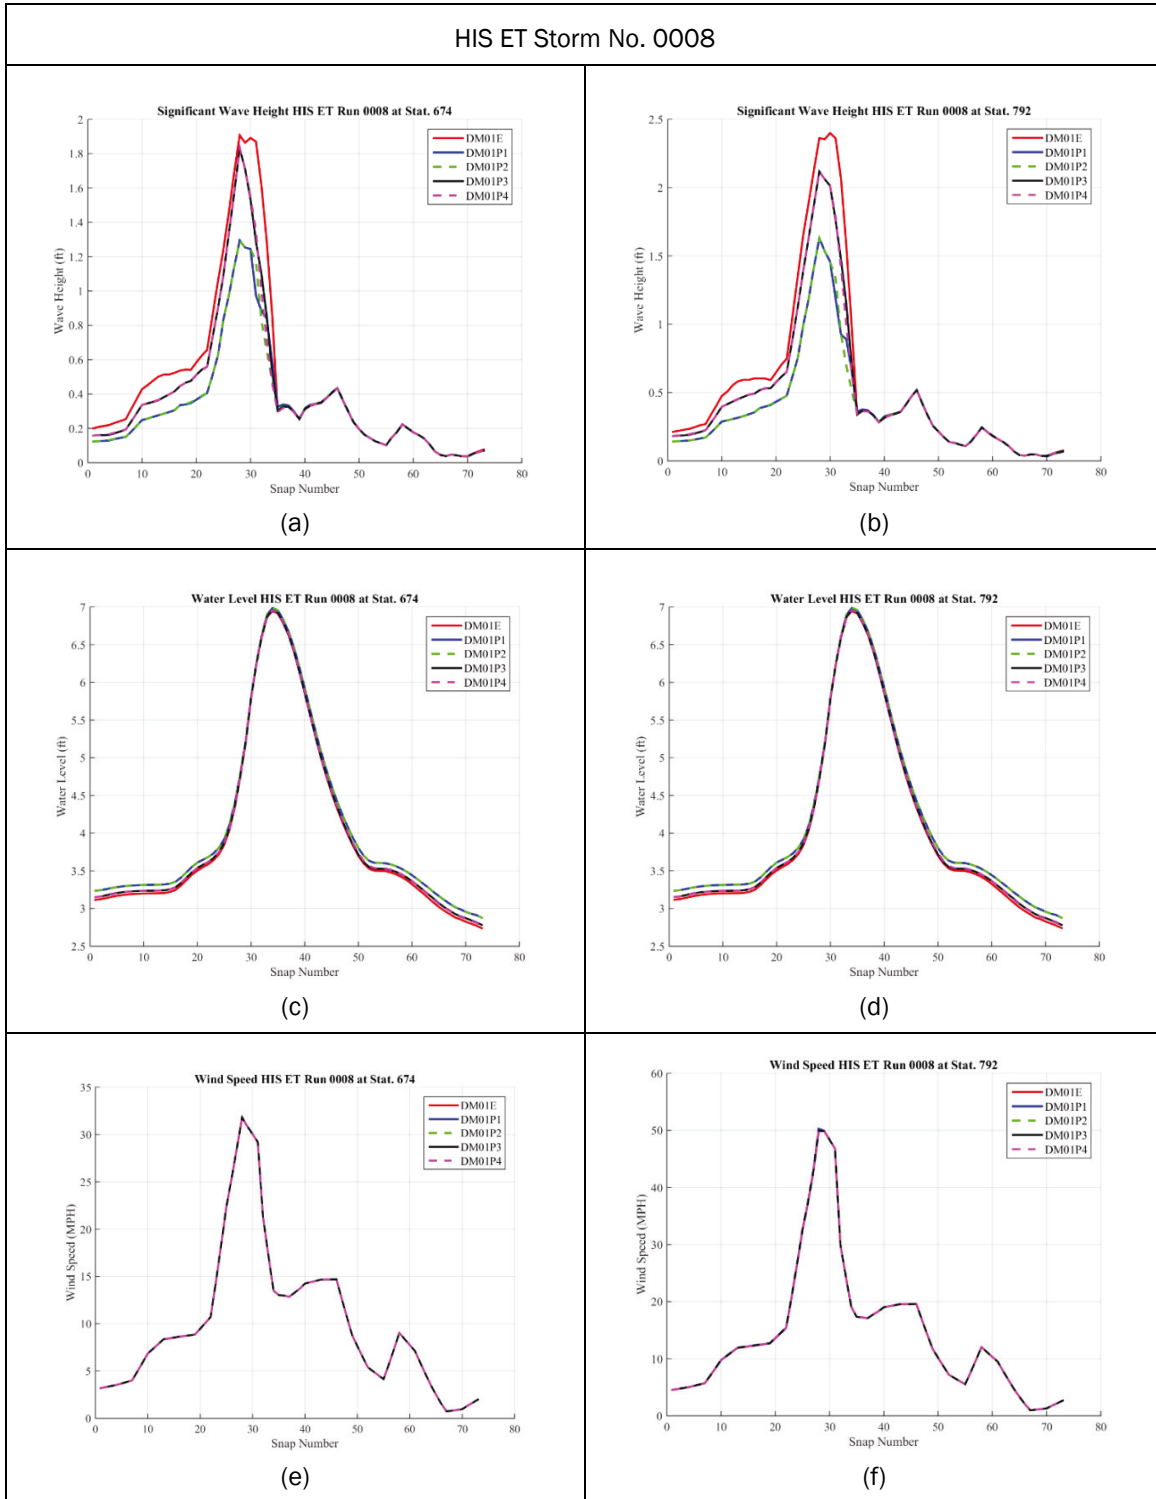 HIS ET Storm No. 0008
Significant Wave Height HIS ET Run 0008 at Stat. 674
Wave Height (ft)
2
1.8
1.6
1.4
1.2
1
0.8
0.6
0.4
0.2
0
0 10 20 30 40 50 60 70 80
Snap Number
DM01E
DM01P1
DM01P2
DM01P3
DM01P4
(a)
Significant Wave Height HIS ET Run 0008 at Stat. 792
Wave Height (ft)
2.5
2
1.5
1
0.5
0
0 10 20 30 40 50 60 70 80
Snap Number
DM01E
DM01P1
DM01P2
DM01P3
DM01P4
(b)
Water Level HIS ET Run 0008 at Stat. 674
Water Level (ft)
7
6.5
6
5.5
5
4.5
4
3.5
3
2.5
0 10 20 30 40 50 60 70 80
Snap Number
DM01E
DM01P1
DM01P2
DM01P3
DM01P4
(c)
Water Level HIS ET Run 0008 at Stat. 792
Water Level (ft)
7
6.5
6
5.5
5
4.5
4
3.5
3
2.5
0 10 20 30 40 50 60 70 80
Snap Number
DM01E
DM01P1
DM01P2
DM01P3
DM01P4
(d)
Wind Speed HIS ET Run 0008 at Stat. 674
Wind Speed (MPH)
35
30
25
20
15
10
5
0
0 10 20 30 40 50 60 70 80
Snap Number
DM01E
DM01P1
DM01P2
DM01P3
DM01P4
(e)
Wind Speed HIS ET Run 0008 at Stat. 792
Wind Speed (MPH)
60
50
40
30
20
10
0
0 10 20 30 40 50 60 70 80
Snap Number
DM01E
DM01P1
DM01P2
DM01P3
DM01P4
(f)